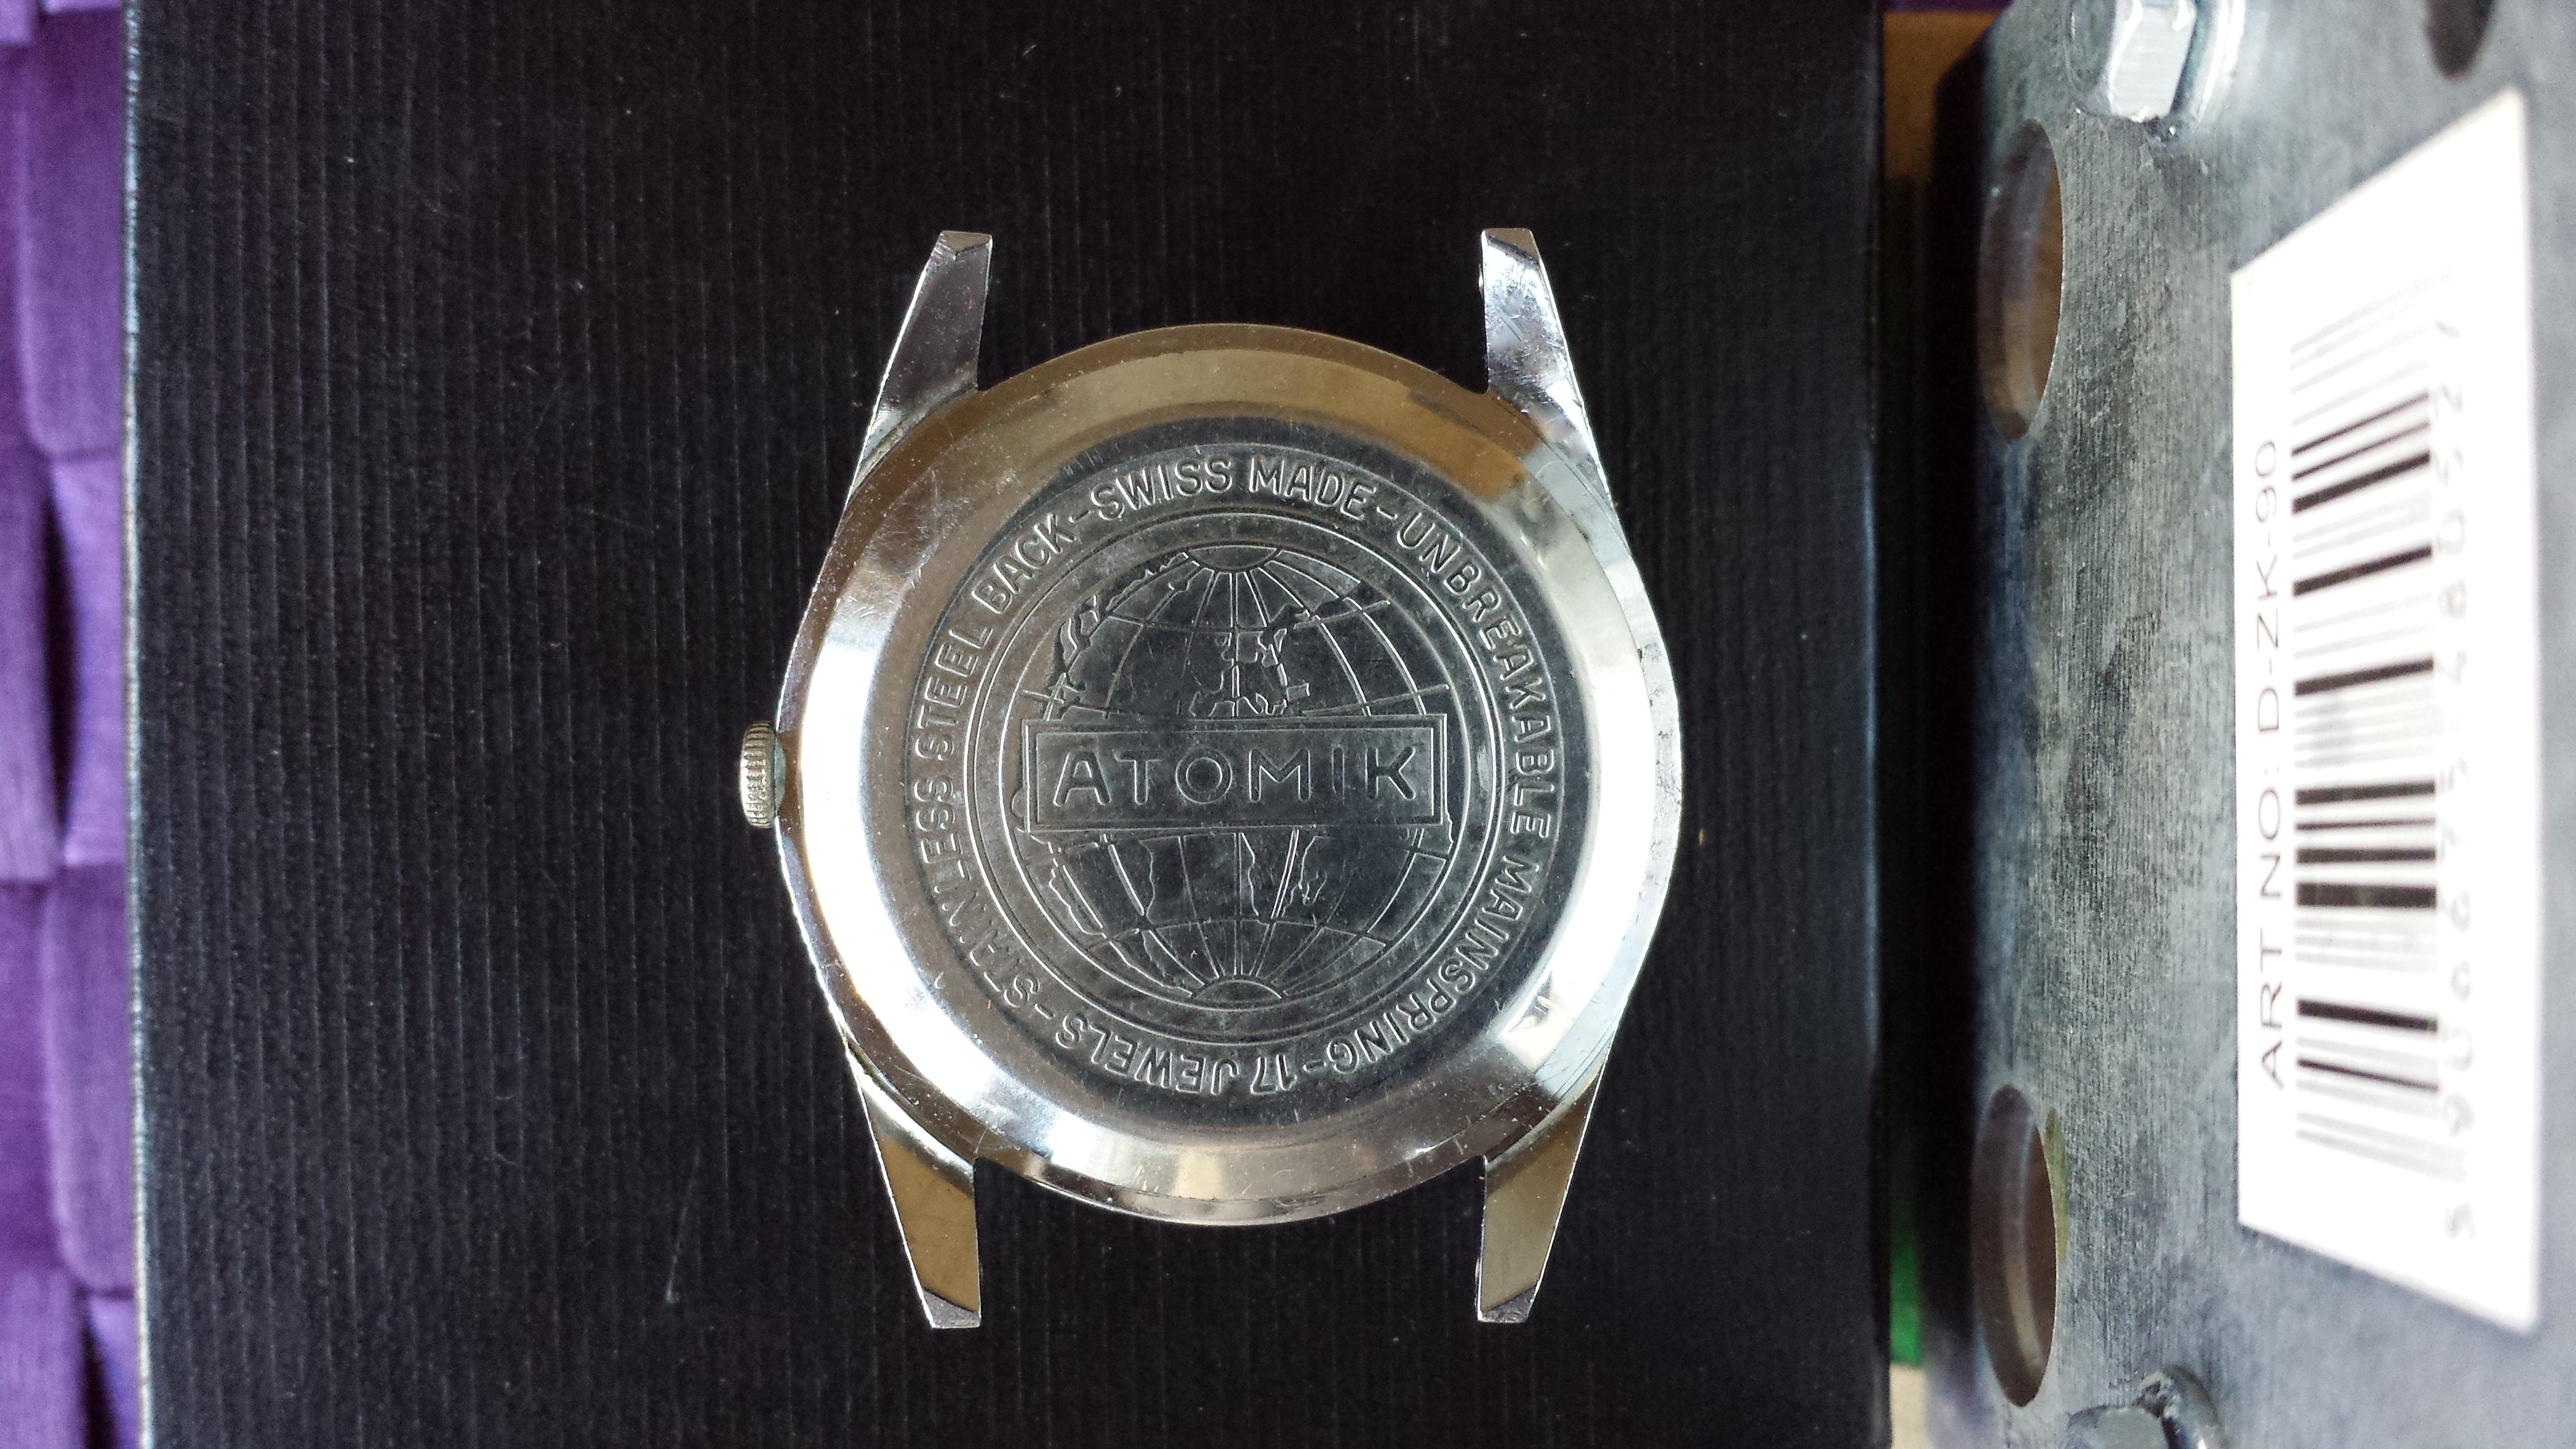 STAINLESS STEEL BACK-SWISS MADE-UNBREAKABLE MAINSPRING-17 JEWELS-
ATOMIK
ART NO: D-ZK-90